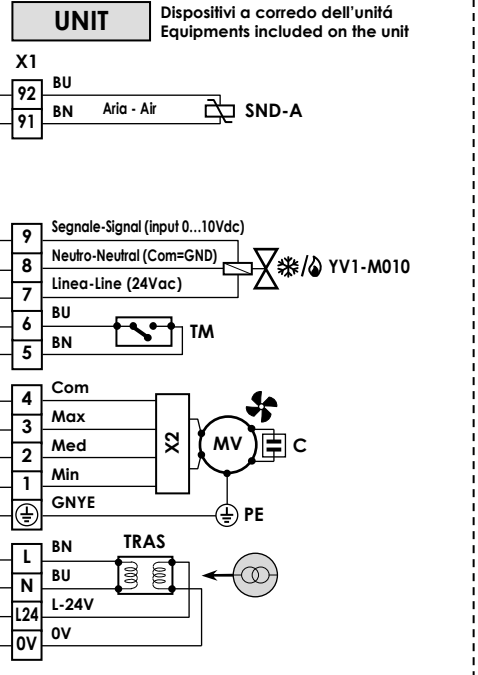 UNIT
Dispositivi a corredo dell'unitá
Equipments included on the unit
X1
92 BU
91 BN Aria - Air SND-A
9 Segnale-Signal (input 0...10Vdc)
8 Neutro-Neutral (Com=GND) / YV1-M010
7 Linea-Line (24Vac)
6 BU
TM
5 BN
4 Com
3 Max
2 Med
X2 MV C
1 Min
GNYE
PE
L BN TRAS
N BU
L24 L-24V
0V 0V